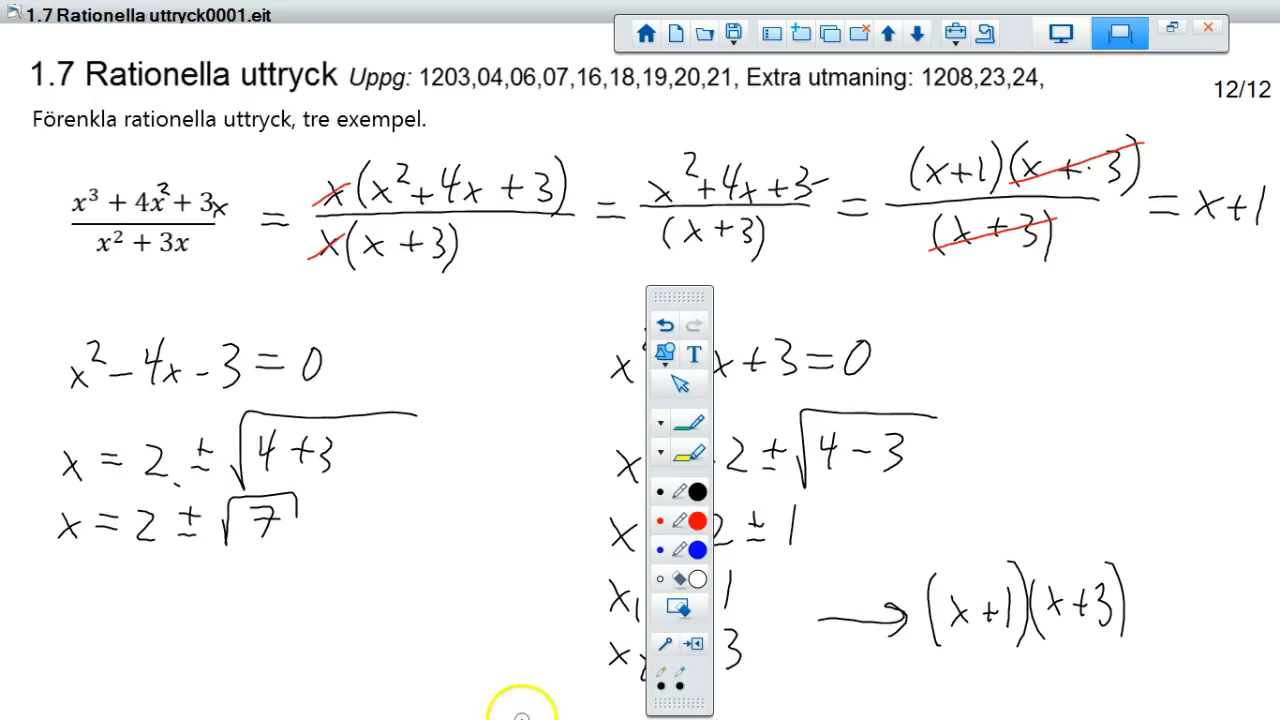 1.7 Rationella uttryck0001.eit
1.7 Rationella uttryck Uppg: 1203,04,06,07,16,18,19,20,21, Extra utmaning: 1208,23,24,
12/12
Förenkla rationella uttryck, tre exempel.
(x³ + 4x² + 3x)/(x² + 3x) = x(x² + 4x + 3)/x(x + 3) = (x² + 4x + 3)/(x + 3) = (x+1)(x + 3)/(x + 3) = x+1
x² - 4x - 3 = 0
x + 3 = 0
x = 2 ± √(4 + 3)
x 2 ± √(4 - 3)
x = 2 ± √7
x 2 ± 1
x₁ 1
→ (x+1)(x+3)
x 3
T